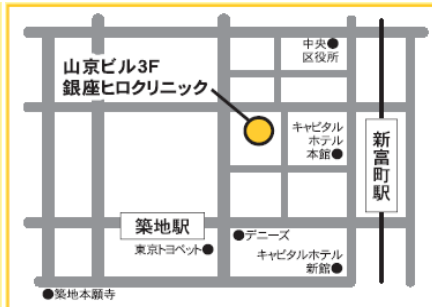 中央
区役所
山京ビル3F
銀座ヒロクリニック
キャピタル
ホテル
本館
新富町駅
築地駅
デニーズ
東京トヨペット
キャピタルホテル
新館
築地本願寺